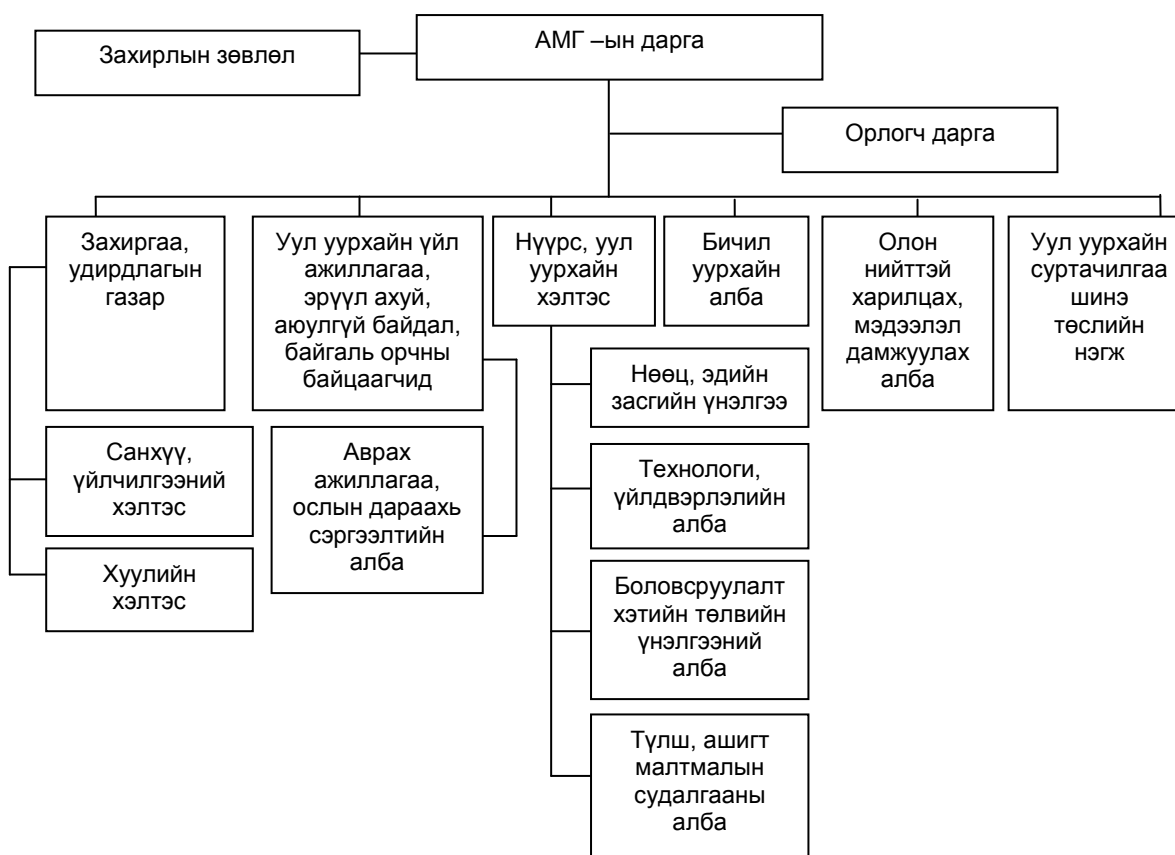 АМГ –ын дарга
Захирлын зөвлөл
Орлогч дарга
Захиргаа,
удирдлагын
газар
Уул уурхайн үйл
ажиллагаа,
эрүүл ахуй,
аюулгүй байдал,
байгаль орчны
байцаагчид
Нүүрс, уул
уурхайн
хэлтэс
Бичил
уурхайн
алба
Олон
нийттэй
харилцах,
мэдээлэл
дамжуулах
алба
Уул уурхайн
суртачилгаа
шинэ
төслийн
нэгж
Санхүү,
үйлчилгээний
хэлтэс
Хуулийн
хэлтэс
Аврах
ажиллагаа,
ослын дараахь
сэргээлтийн
алба
Нөөц, эдийн
засгийн үнэлгээ
Технологи,
үйлдвэрлэлийн
алба
Боловсруулалт
хэтийн төлвийн
үнэлгээний
алба
Түлш, ашигт
малтмалын
судалгааны
алба